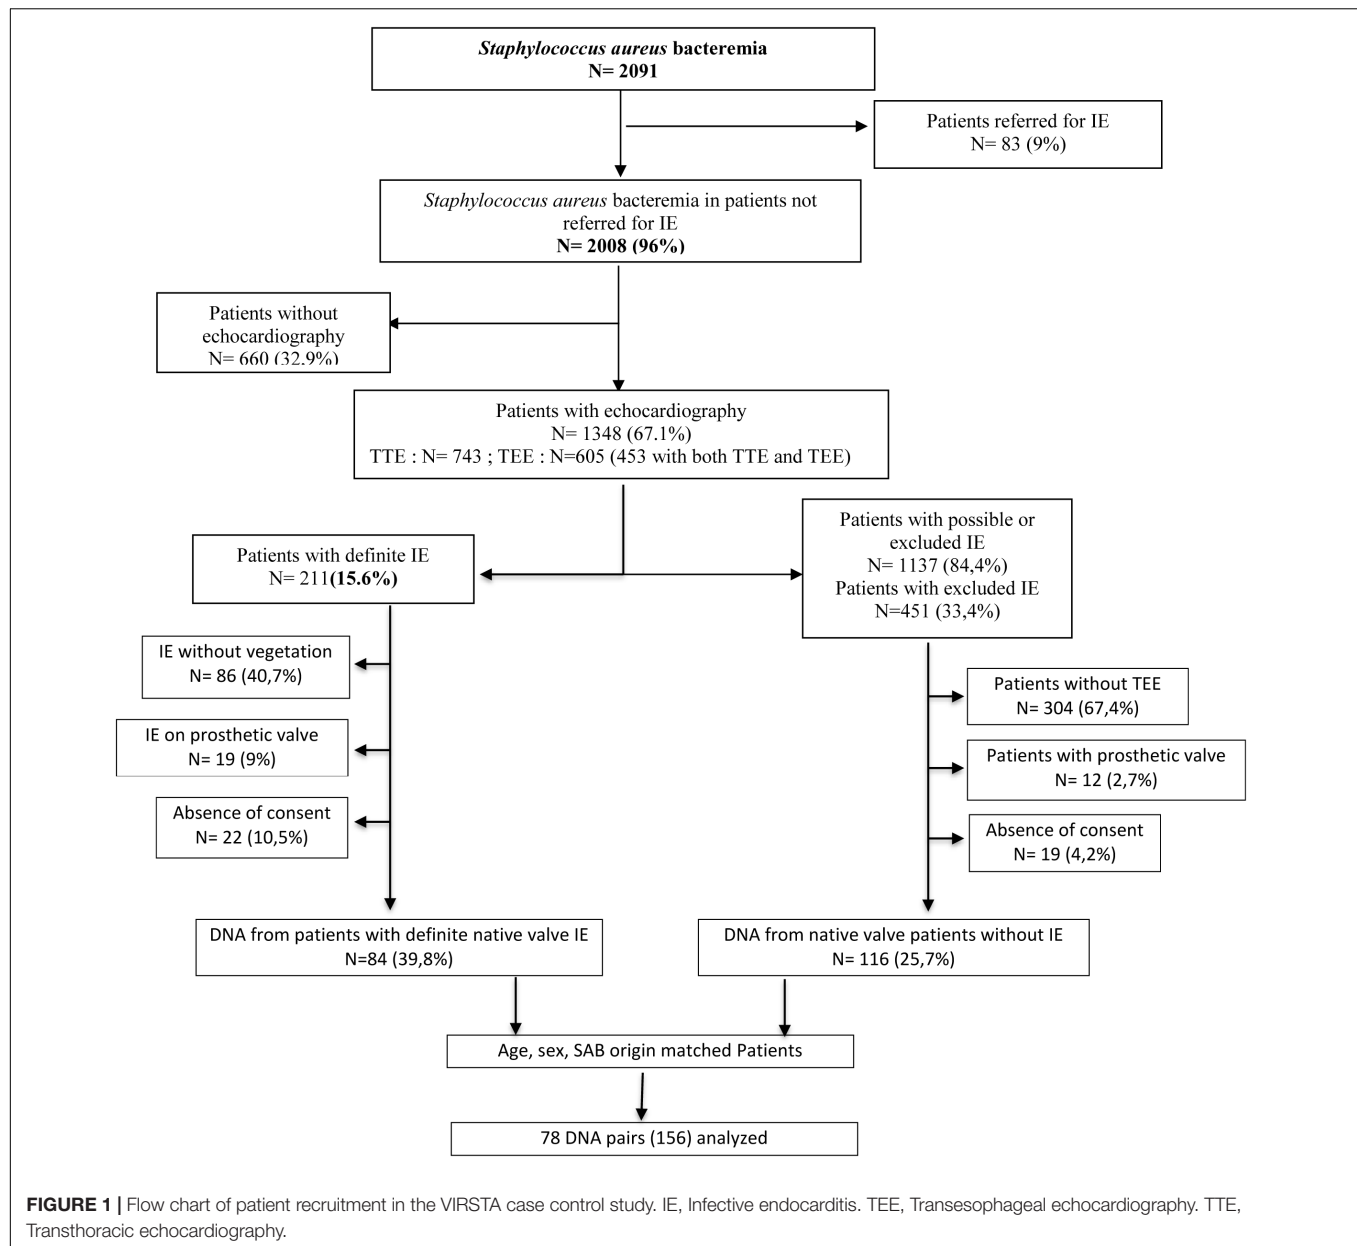 Staphylococcus aureus bacteremia
N= 2091
Patients referred for IE
N= 83 (9%)
Staphylococcus aureus bacteremia in patients not
referred for IE
N= 2008 (96%)
Patients without
echocardiography
N= 660 (32.9%)
Patients with echocardiography
N= 1348 (67.1%)
TTE : N= 743 ; TEE : N=605 (453 with both TTE and TEE)
Patients with definite IE
N= 211(15.6%)
Patients with possible or
excluded IE
N= 1137 (84,4%)
Patients with excluded IE
N=451 (33,4%)
IE without vegetation
N= 86 (40,7%)
IE on prosthetic valve
N= 19 (9%)
Absence of consent
N= 22 (10,5%)
Patients without TEE
N= 304 (67,4%)
Patients with prosthetic valve
N= 12 (2,7%)
Absence of consent
N= 19 (4,2%)
DNA from patients with definite native valve IE
N=84 (39,8%)
DNA from native valve patients without IE
N= 116 (25,7%)
Age, sex, SAB origin matched Patients
78 DNA pairs (156) analyzed
FIGURE 1 | Flow chart of patient recruitment in the VIRSTA case control study. IE, Infective endocarditis. TEE, Transesophageal echocardiography. TTE,
Transthoracic echocardiography.